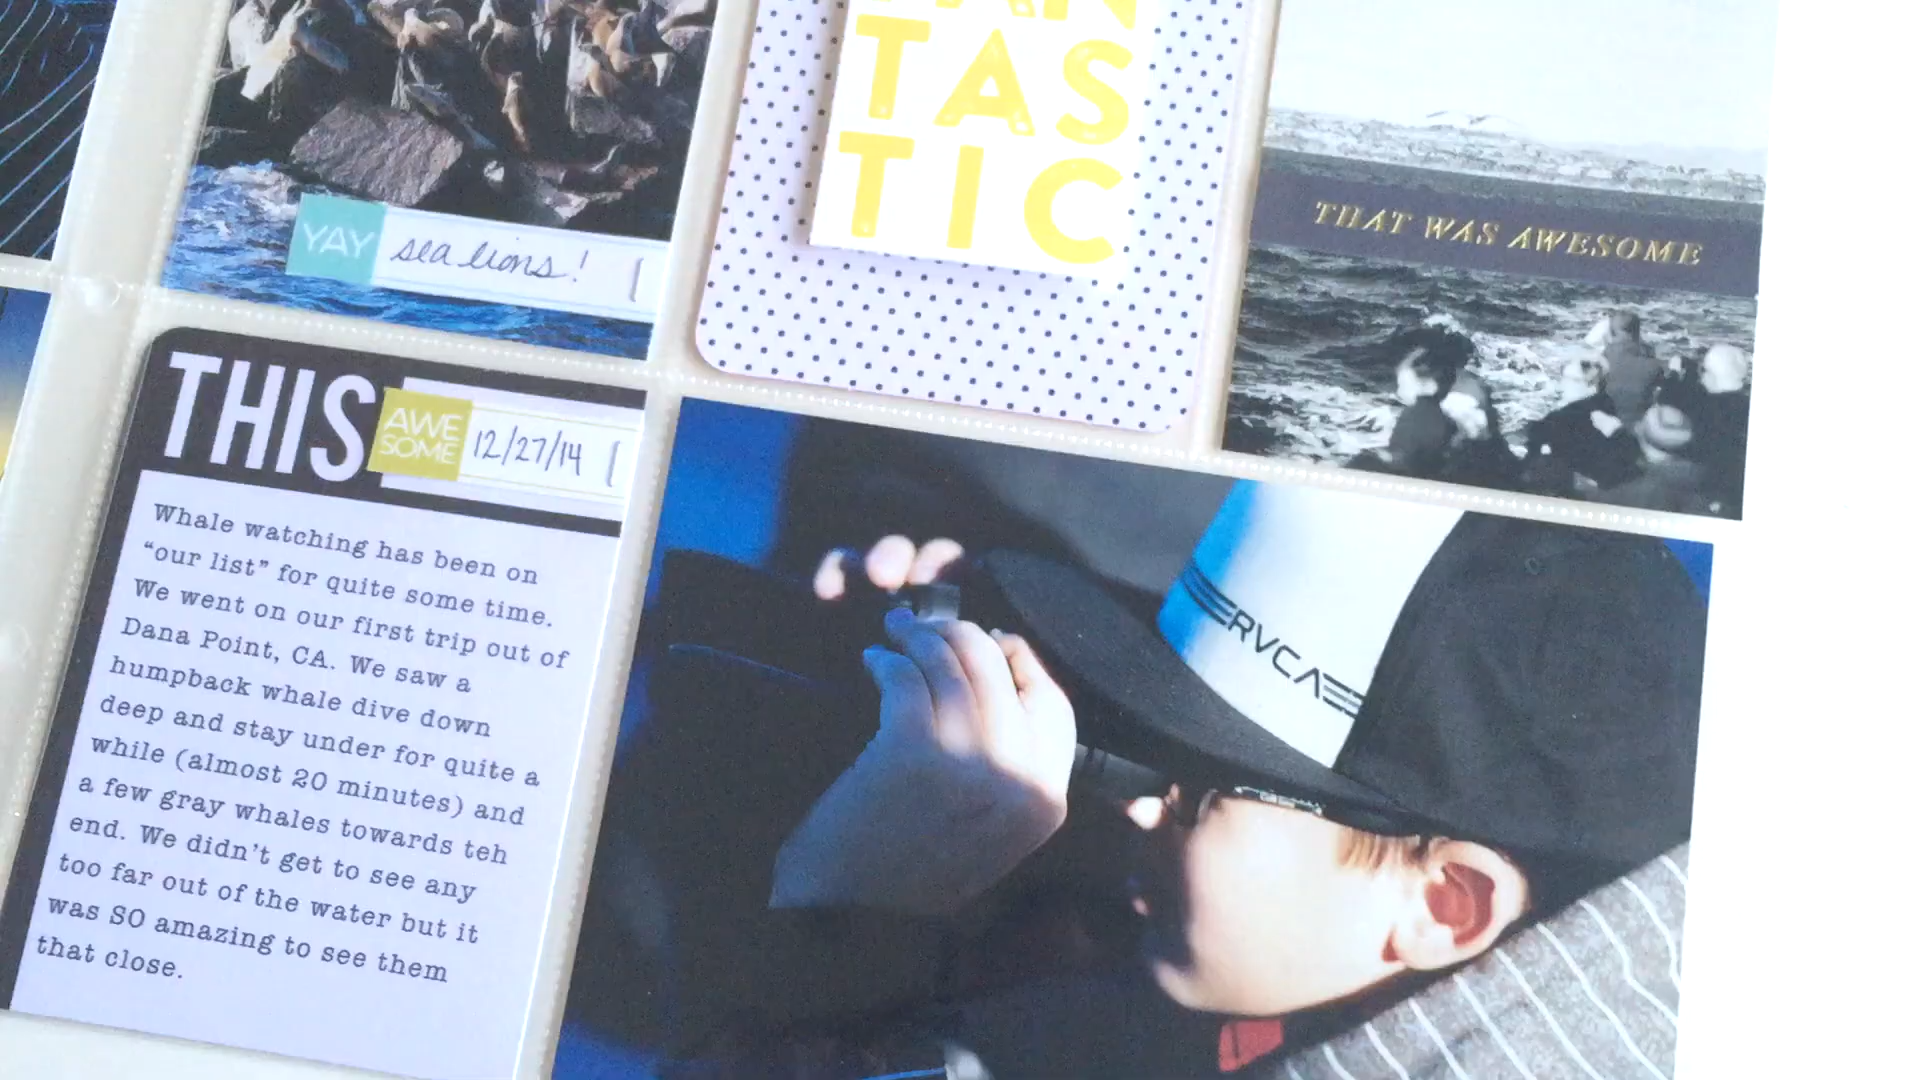 TAS
TIC
THAT WAS AWESOME
YAY sea lions!
THIS
AWE
SOME
12/27/14
Whale watching has been on
“our list” for quite some time.
We went on our first trip out of
Dana Point, CA. We saw a
humpback whale dive down
deep and stay under for quite a
while (almost 20 minutes) and
a few gray whales towards teh
end. We didn't get to see any
too far out of the water but it
was SO amazing to see them
that close.
RVCA